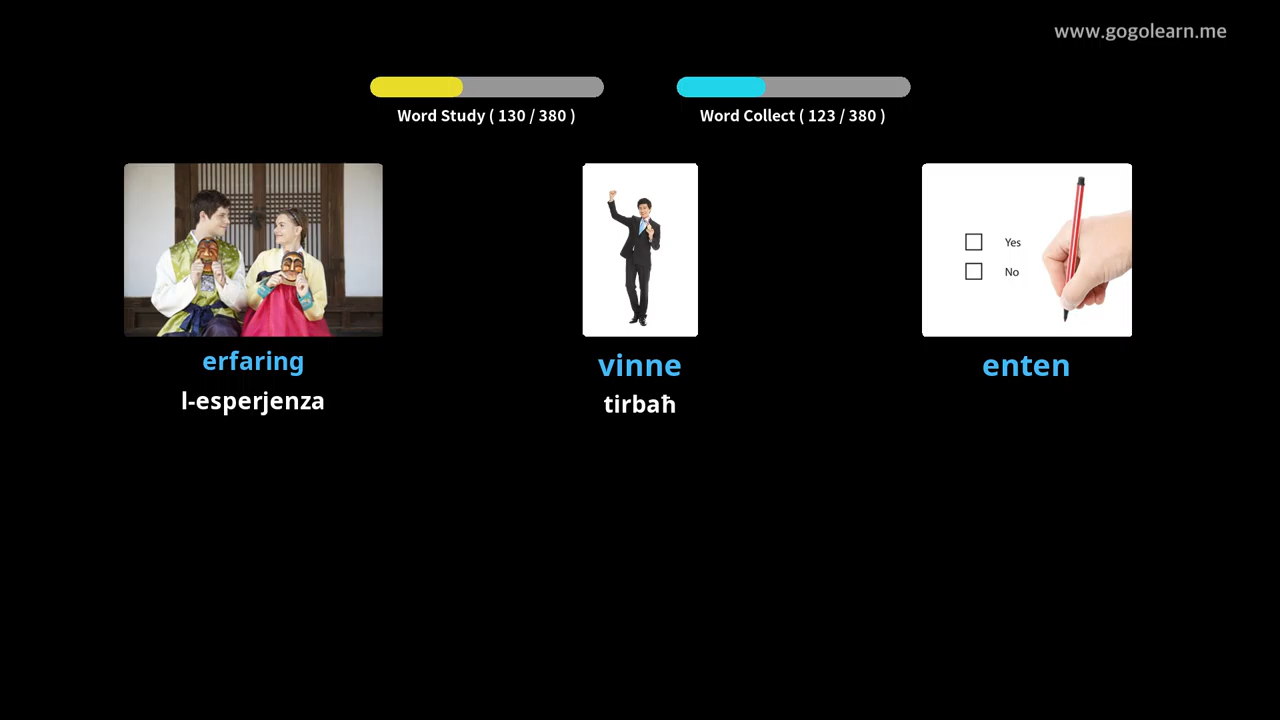 www.gogolearn.me
Word Study ( 130 / 380 )
Word Collect ( 123 / 380 )
Yes
No
erfaring
vinne
enten
l-esperjenza
tirbaħ